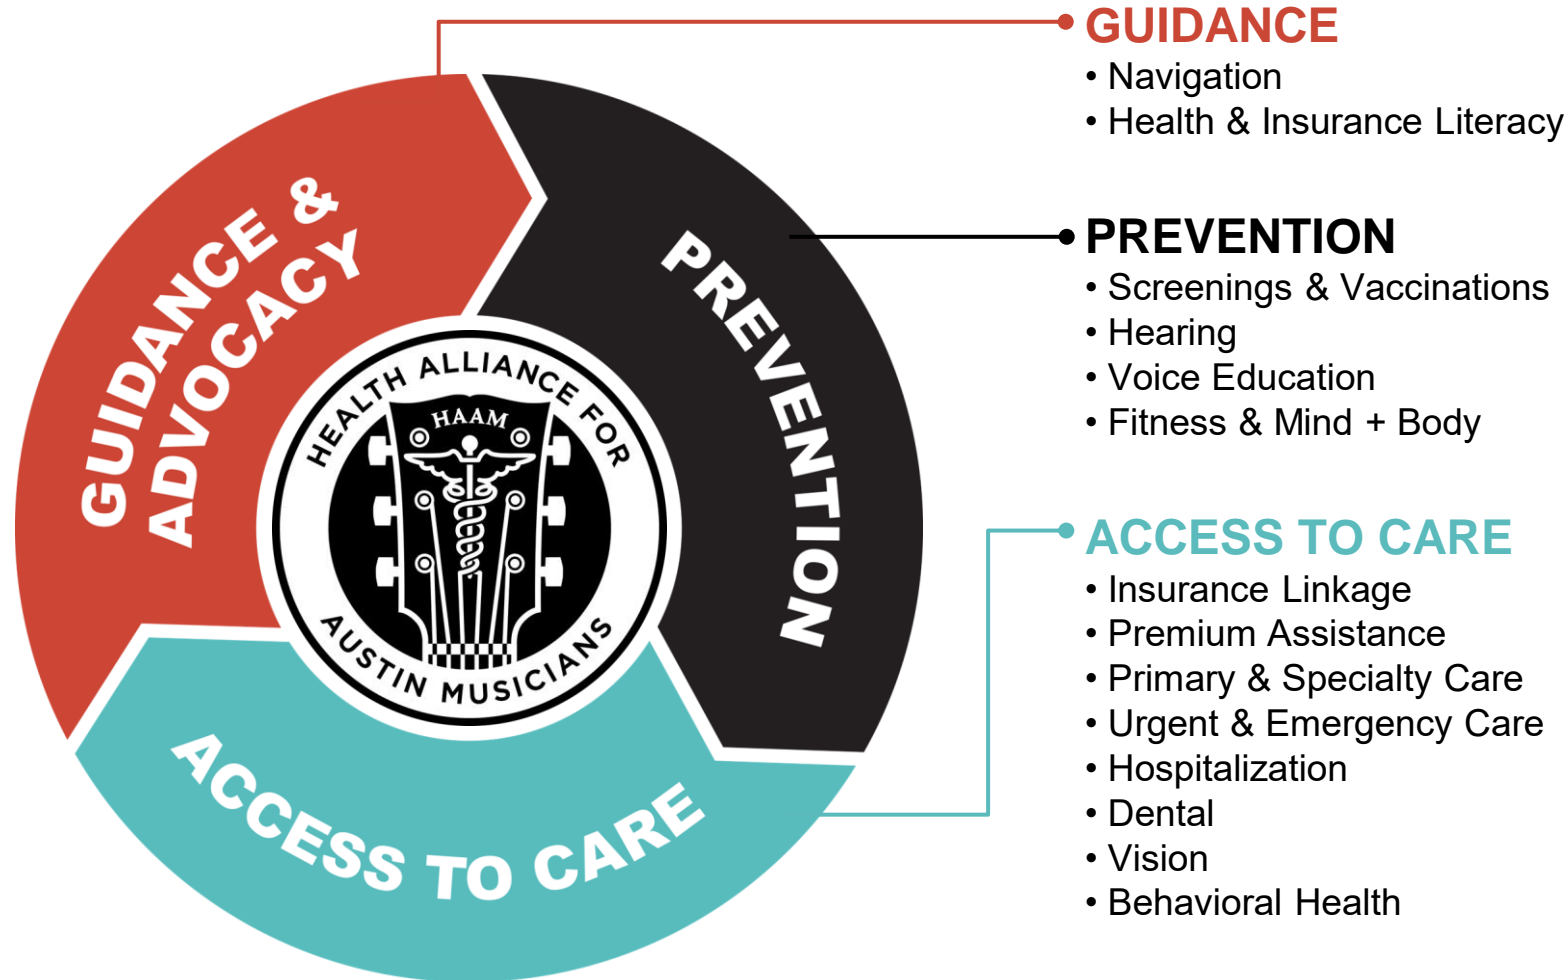 GUIDANCE
• Navigation
• Health & Insurance Literacy
PREVENTION
• Screenings & Vaccinations
• Hearing
• Voice Education
• Fitness & Mind + Body
ACCESS TO CARE
• Insurance Linkage
• Premium Assistance
• Primary & Specialty Care
• Urgent & Emergency Care
• Hospitalization
• Dental
• Vision
• Behavioral Health
GUIDANCE &
ADVOCACY
PREVENTION
ACCESS TO CARE
HEALTH ALLIANCE FOR
HAAM
AUSTIN MUSICIANS